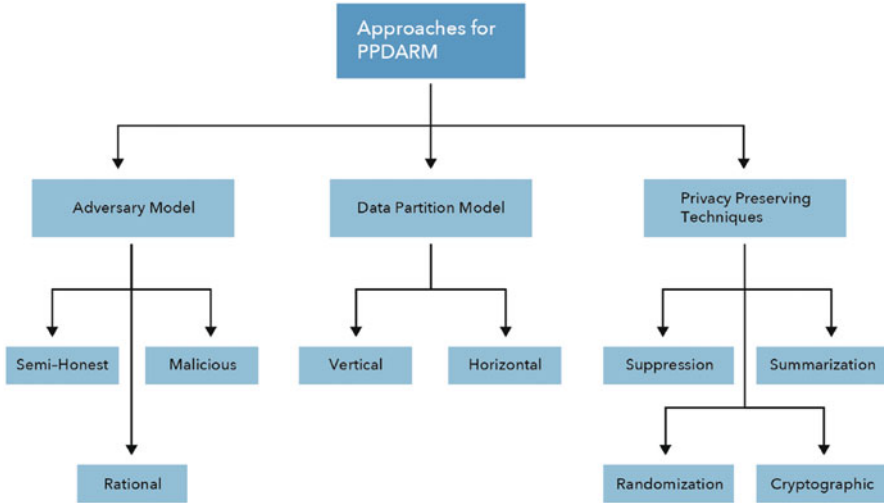 Approaches for
PPDARM
Adversary Model
Data Partition Model
Privacy Preserving
Techniques
Semi-Honest
Malicious
Vertical
Horizontal
Suppression
Summarization
Rational
Randomization
Cryptographic